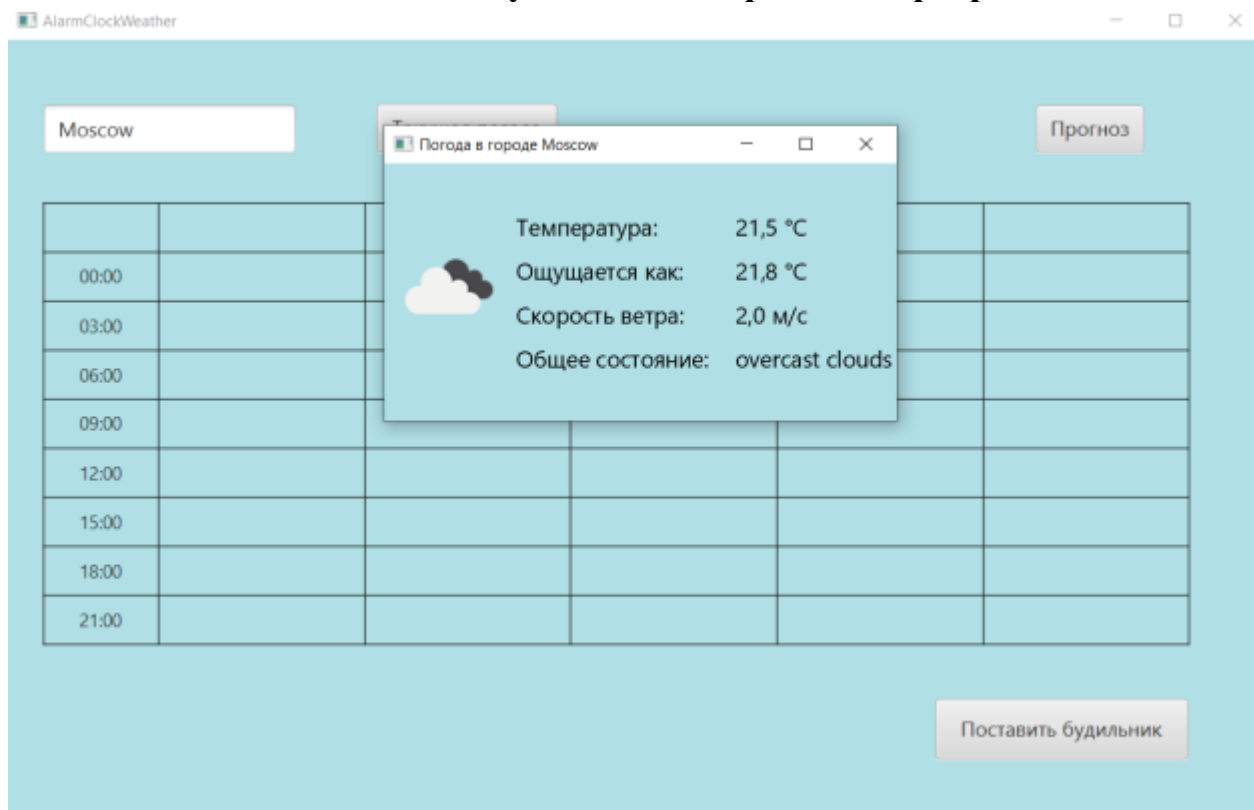 AlarmClockWeather
Moscow
Прогноз
Погода в городе Moscow
Температура: 21,5 °C
Ощущается как: 21,8 °C
Скорость ветра: 2,0 м/с
Общее состояние: overcast clouds
00:00
03:00
06:00
09:00
12:00
15:00
18:00
21:00
Поставить будильник